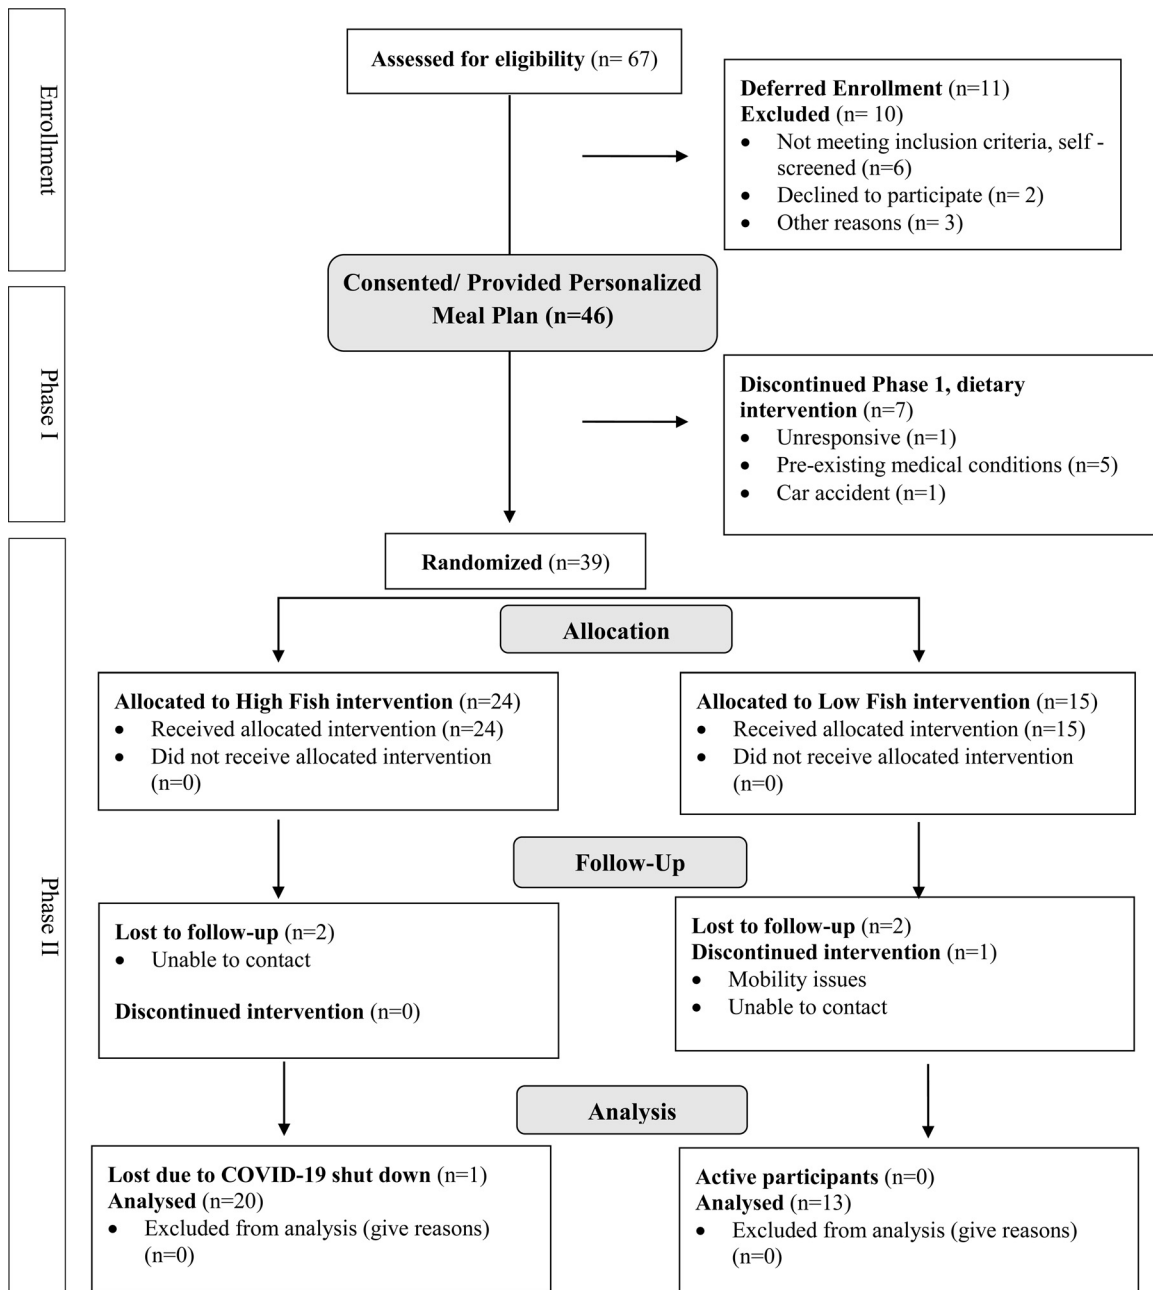 Enrollment
Assessed for eligibility (n= 67)
Deferred Enrollment (n=11)
Excluded (n= 10)
• Not meeting inclusion criteria, self -
screened (n=6)
• Declined to participate (n= 2)
• Other reasons (n= 3)
Consented/ Provided Personalized
Meal Plan (n=46)
Phase I
Discontinued Phase 1, dietary
intervention (n=7)
• Unresponsive (n=1)
• Pre-existing medical conditions (n=5)
• Car accident (n=1)
Phase II
Randomized (n=39)
Allocation
Allocated to High Fish intervention (n=24)
• Received allocated intervention (n=24)
• Did not receive allocated intervention
(n=0)
Allocated to Low Fish intervention (n=15)
• Received allocated intervention (n=15)
• Did not receive allocated intervention
(n=0)
Follow-Up
Lost to follow-up (n=2)
• Unable to contact
Discontinued intervention (n=0)
Lost to follow-up (n=2)
Discontinued intervention (n=1)
• Mobility issues
• Unable to contact
Analysis
Lost due to COVID-19 shut down (n=1)
Analysed (n=20)
• Excluded from analysis (give reasons)
(n=0)
Active participants (n=0)
Analysed (n=13)
• Excluded from analysis (give reasons)
(n=0)